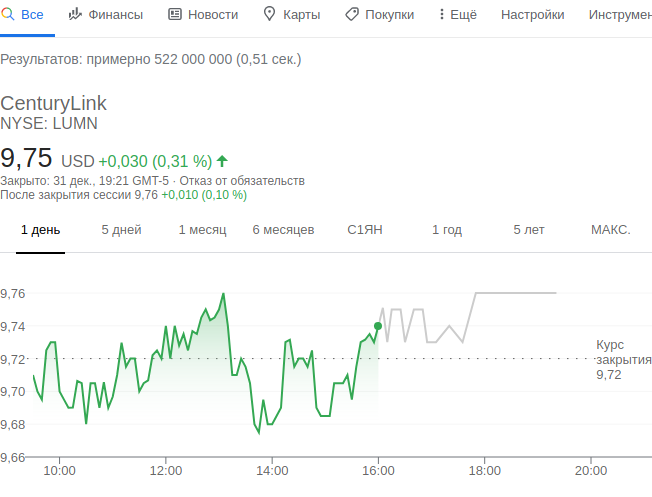 Все Финансы Новости Карты Покупки Ещё Настройки Инструмен
Результатов: примерно 522 000 000 (0,51 сек.)
CenturyLink
NYSE: LUMN
9,75 USD +0,030 (0,31 %)
Закрыто: 31 дек., 19:21 GMT-5 · Отказ от обязательств
После закрытия сессии 9,76 +0,010 (0,10 %)
1 день 5 дней 1 месяц 6 месяцев С1ЯН 1 год 5 лет МАКС.
9,76
9,74
9,72
9,70
9,68
9,66
Курс
закрытия
9,72
10:00 12:00 14:00 16:00 18:00 20:00